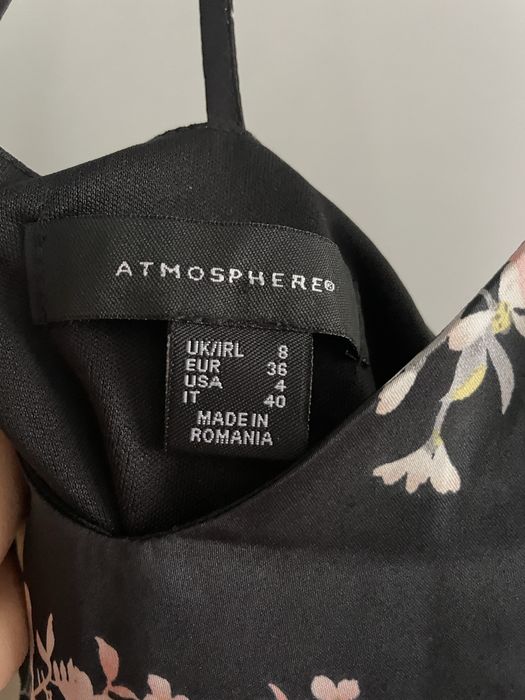 ATMOSPHERE®
UK/IRL 8
EUR 36
USA 4
IT 40
MADE IN
ROMANIA